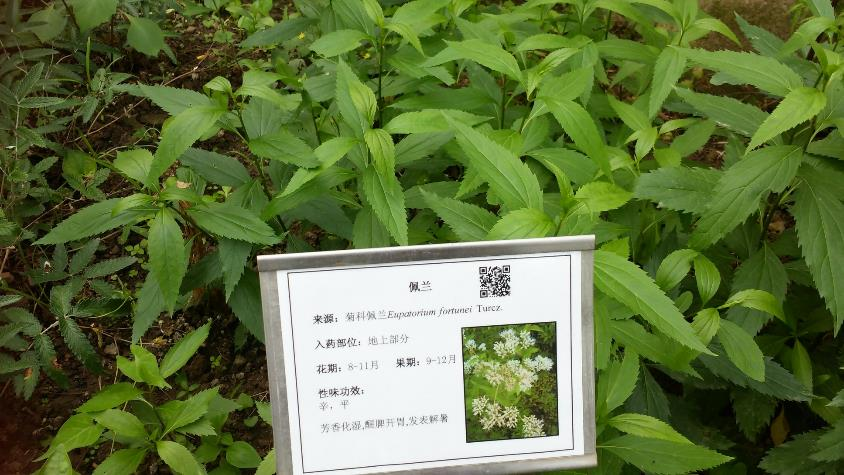 佩兰
来源：菊科佩兰Eupatorium fortunei Turcz.
入药部位：地上部分
花期：8-11月 果期：9-12月
性味功效：
辛，平
芳香化湿,醒脾开胃,发表解暑